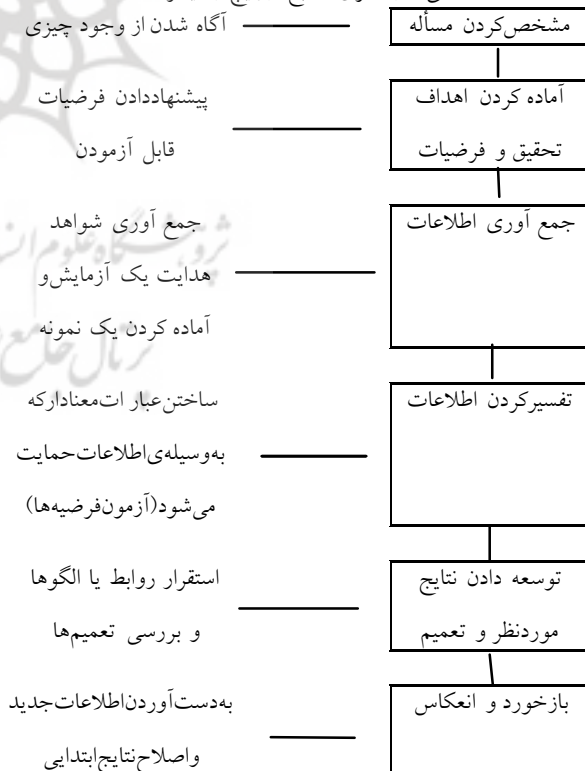 مشخص‌کردن مسأله
آگاه شدن از وجود چیزی
آماده کردن اهداف
تحقیق و فرضیات
پیشنهاددادن فرضیات
قابل آزمودن
جمع آوری اطلاعات
جمع آوری شواهد
هدایت یک آزمایش‌و
آماده کردن یک نمونه
تفسیرکردن اطلاعات
ساختن‌عبار ات‌معنادارکه
به‌وسیله‌ی‌اطلاعات‌حمایت
می‌شود(آزمون‌فرضیه‌ها)
توسعه دادن نتایج
موردنظر و تعمیم
استقرار روابط یا الگوها
و بررسی تعمیم‌ها
بازخورد و انعکاس
به‌دست‌آوردن‌اطلاعات‌جدید
واصلاح‌نتایج‌ابتدایی